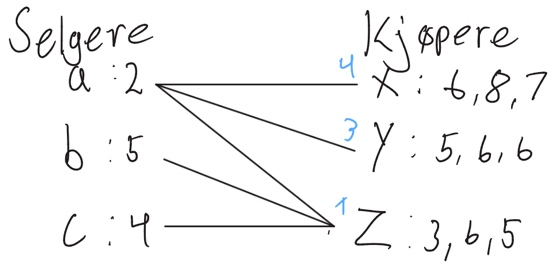 Selgere Kjøpere
a : 2 4 X : 6, 8, 7
b : 5 3 Y : 5, 6, 6
c : 4 1 Z : 3, 6, 5